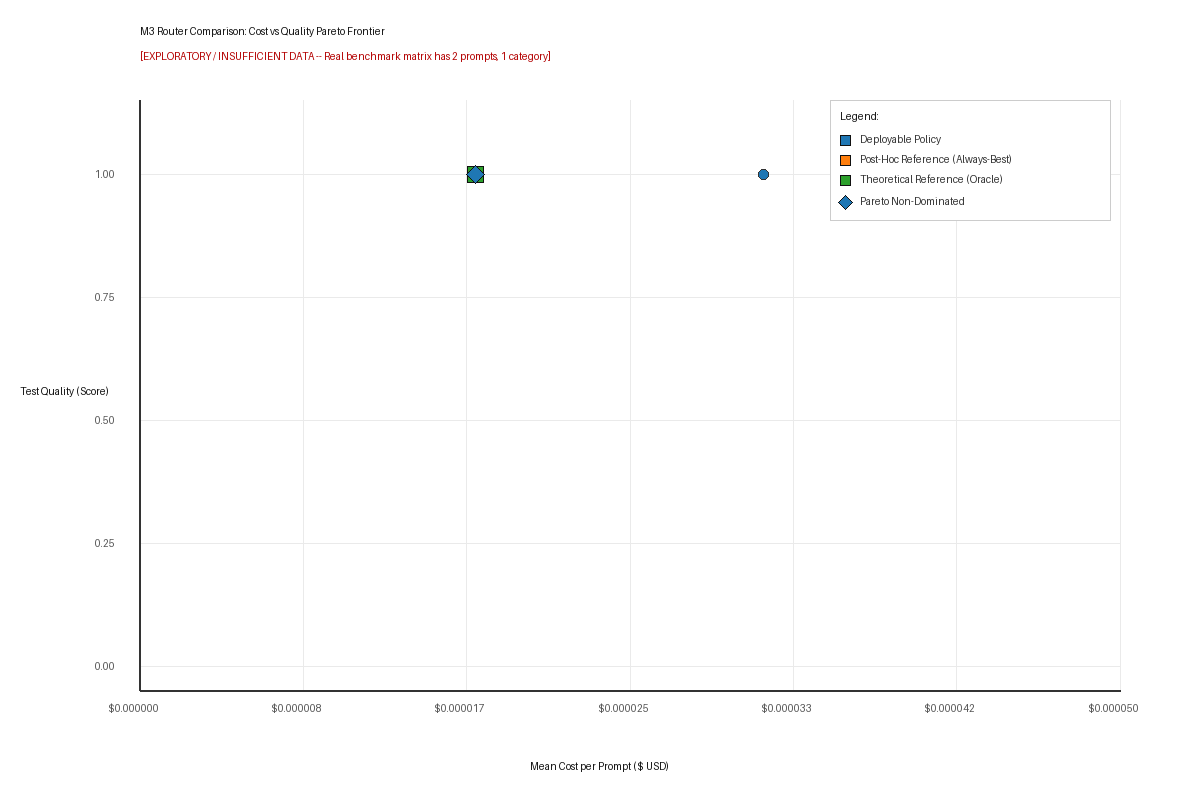 M3 Router Comparison: Cost vs Quality Pareto Frontier
[EXPLORATORY / INSUFFICIENT DATA -- Real benchmark matrix has 2 prompts, 1 category]
Legend:
Deployable Policy
Post-Hoc Reference (Always-Best)
Theoretical Reference (Oracle)
Pareto Non-Dominated
1.00
0.75
Test Quality (Score)
0.50
0.25
0.00
$0.000000 $0.000008 $0.000017 $0.000025 $0.000033 $0.000042 $0.000050
Mean Cost per Prompt ($ USD)